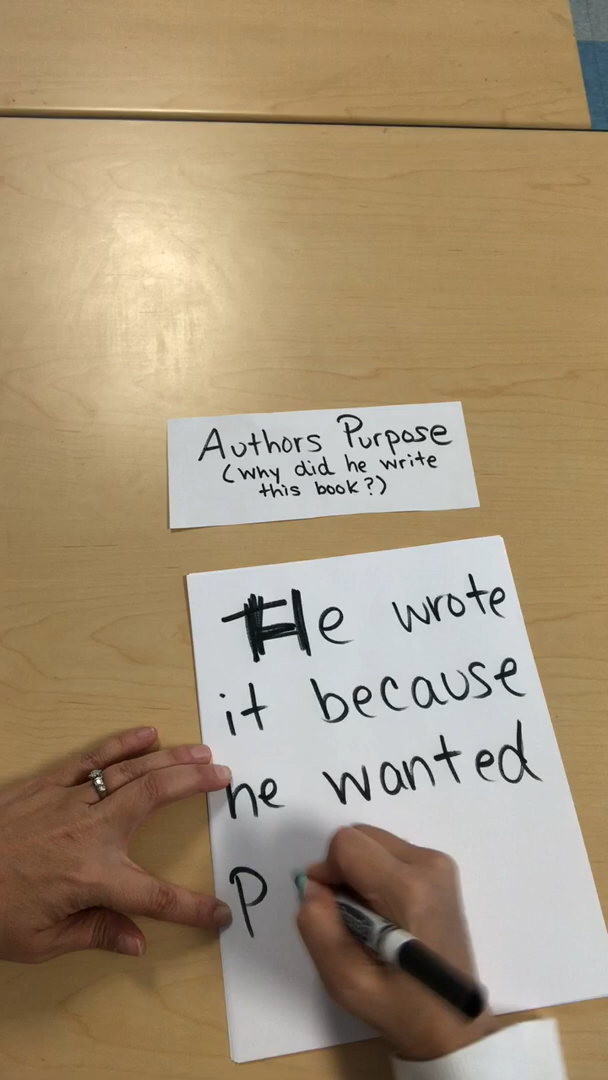 Authors Purpose
(Why did he write
this book?)
He wrote
it because
he wanted
P